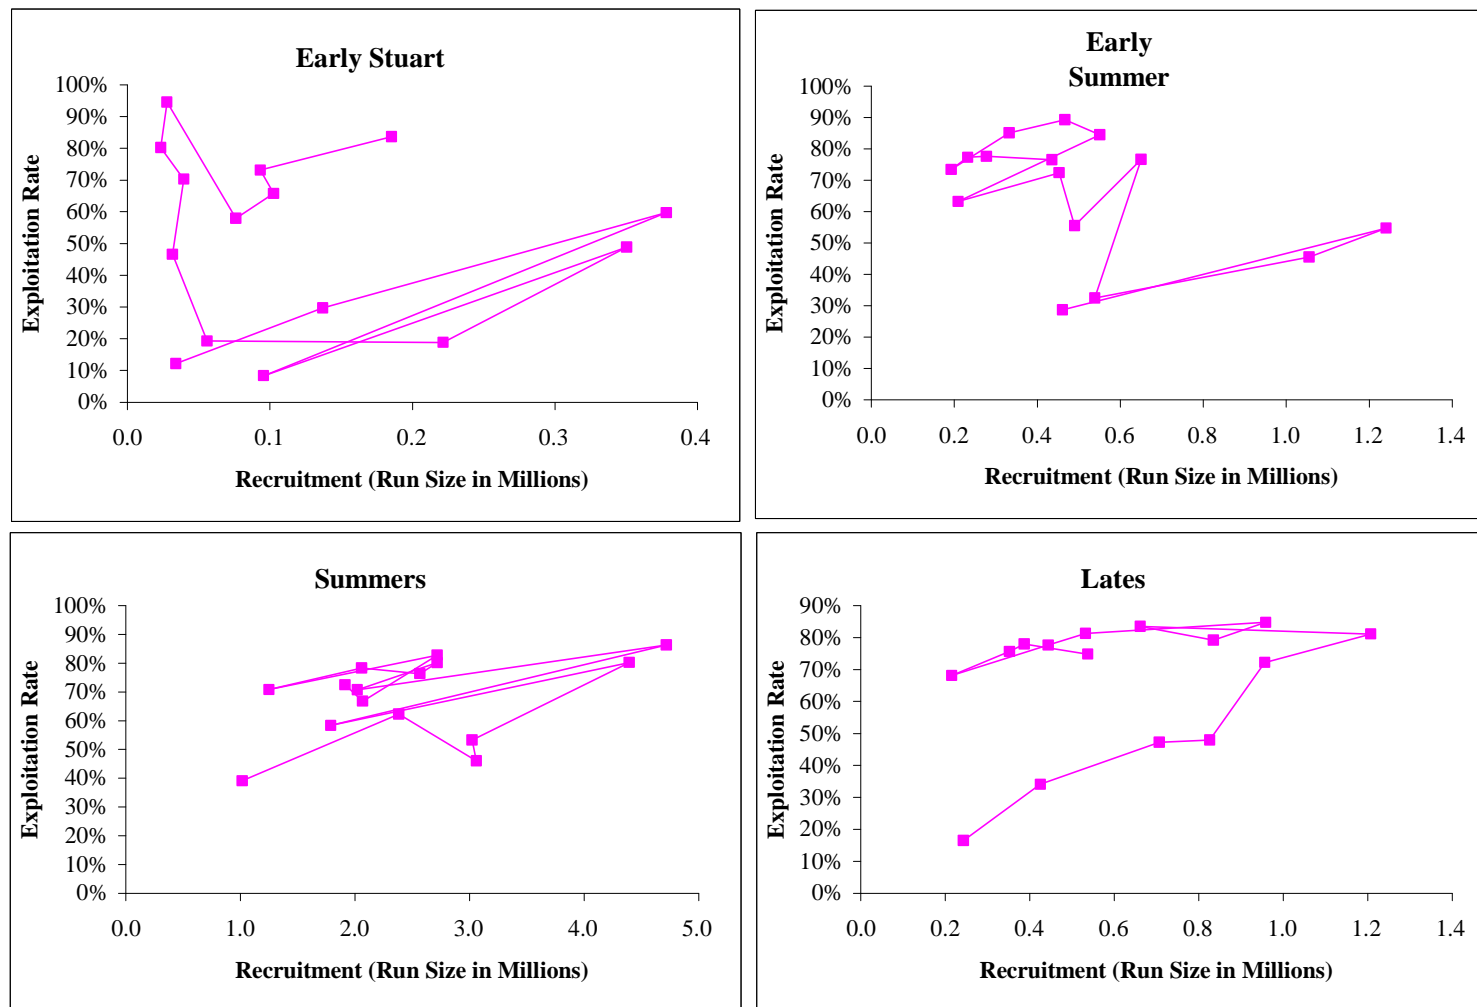 Early Stuart
100%
90%
80%
70%
60%
50%
40%
30%
20%
10%
0%
Exploitation Rate
0.0 0.1 0.2 0.3 0.4
Recruitment (Run Size in Millions)
Early
Summer
100%
90%
80%
70%
60%
50%
40%
30%
20%
10%
0%
Exploitation Rate
0.0 0.2 0.4 0.6 0.8 1.0 1.2 1.4
Recruitment (Run Size in Millions)
Summers
100%
90%
80%
70%
60%
50%
40%
30%
20%
10%
0%
Exploitation Rate
0.0 1.0 2.0 3.0 4.0 5.0
Recruitment (Run Size in Millions)
Lates
90%
80%
70%
60%
50%
40%
30%
20%
10%
0%
Exploitation Rate
0.0 0.2 0.4 0.6 0.8 1.0 1.2 1.4
Recruitment (Run Size in Millions)